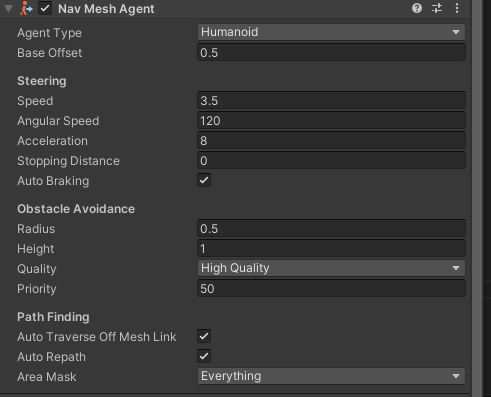 Nav Mesh Agent
Agent Type Humanoid
Base Offset 0.5
Steering
Speed 3.5
Angular Speed 120
Acceleration 8
Stopping Distance 0
Auto Braking
Obstacle Avoidance
Radius 0.5
Height 1
Quality High Quality
Priority 50
Path Finding
Auto Traverse Off Mesh Link
Auto Repath
Area Mask Everything